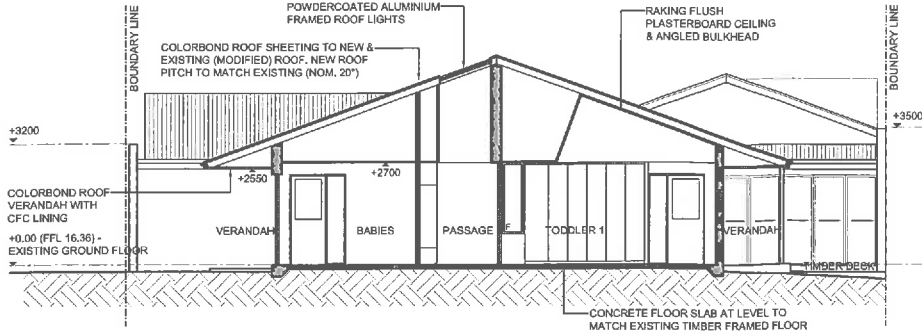 POWDERCOATED ALUMINIUM
FRAMED ROOF LIGHTS
RAKING FLUSH
PLASTERBOARD CEILING
& ANGLED BULKHEAD
BOUNDARY LINE
COLORBOND ROOF SHEETING TO NEW &
EXISTING (MODIFIED) ROOF. NEW ROOF
PITCH TO MATCH EXISTING (NOM. 20°)
BOUNDARY LINE
+3200
+3500
+2550
+2700
COLORBOND ROOF
VERANDAH WITH
CFC LINING
+0.00 (FFL 16.36) -
EXISTING GROUND FLOOR
VERANDAH
BABIES
PASSAGE
F
TODDLER 1
VERANDAH
TIMBER DECK
CONCRETE FLOOR SLAB AT LEVEL TO
MATCH EXISTING TIMBER FRAMED FLOOR